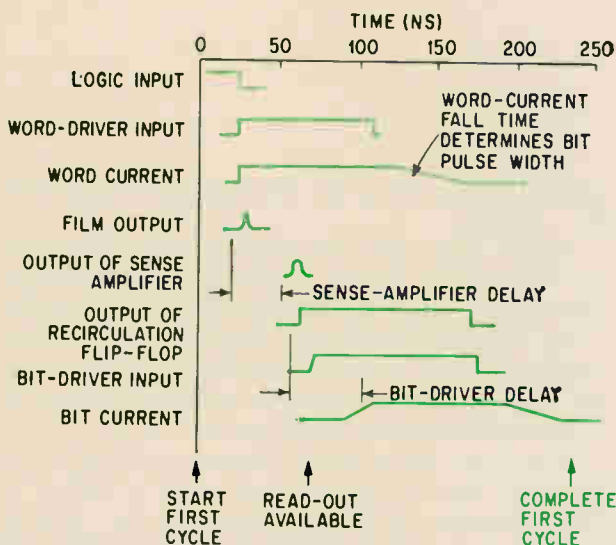 TIME (NS)
0 50 100 150 200 250
LOGIC INPUT
WORD-DRIVER INPUT
WORD-CURRENT
FALL TIME
DETERMINES BIT
PULSE WIDTH
WORD CURRENT
FILM OUTPUT
OUTPUT OF SENSE
AMPLIFIER
SENSE-AMPLIFIER DELAY
OUTPUT OF
RECIRCULATION
FLIP-FLOP
BIT-DRIVER INPUT
BIT-DRIVER DELAY
BIT CURRENT
START
FIRST
CYCLE
READ-OUT
AVAILABLE
COMPLETE
FIRST
CYCLE